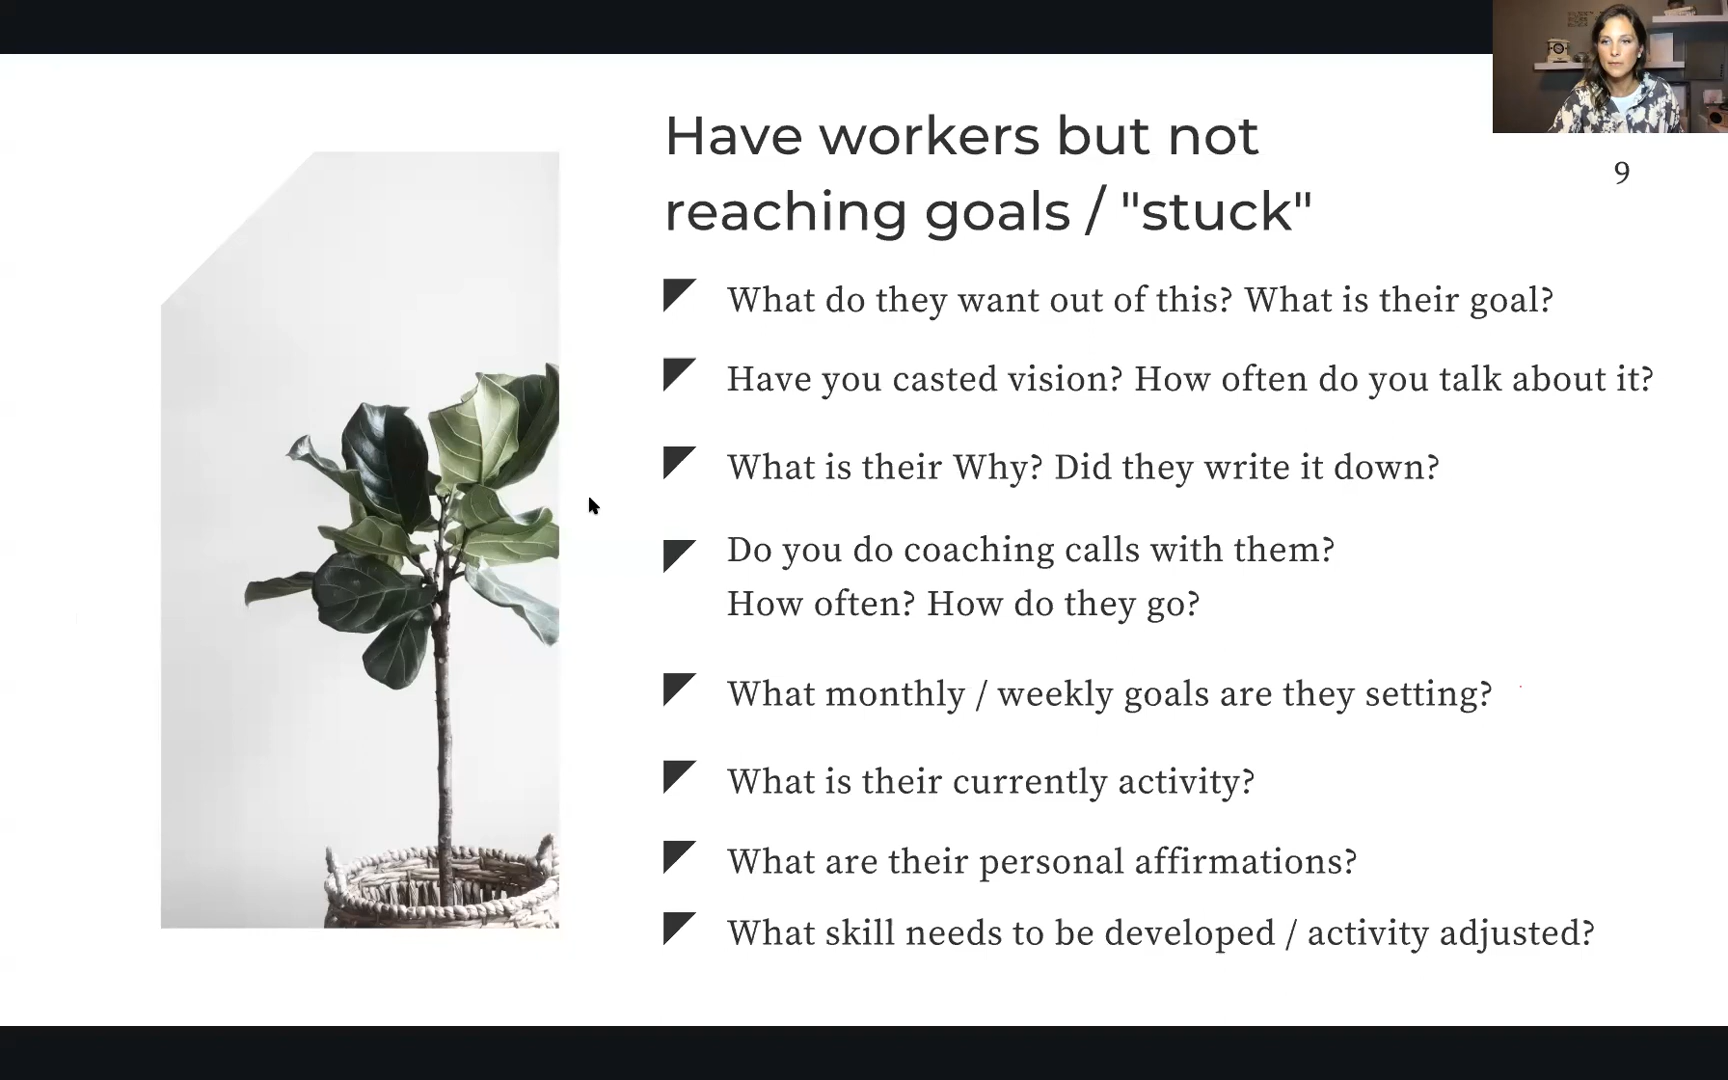 Have workers but not
reaching goals / "stuck"
9
What do they want out of this? What is their goal?
Have you casted vision? How often do you talk about it?
What is their Why? Did they write it down?
Do you do coaching calls with them?
How often? How do they go?
What monthly / weekly goals are they setting?
What is their currently activity?
What are their personal affirmations?
What skill needs to be developed / activity adjusted?